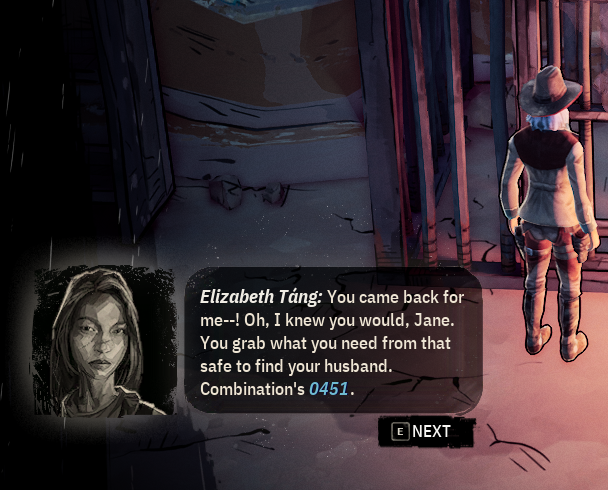 Elizabeth Táng: You came back for
me--! Oh, I knew you would, Jane.
You grab what you need from that
safe to find your husband.
Combination's 0451.
E NEXT